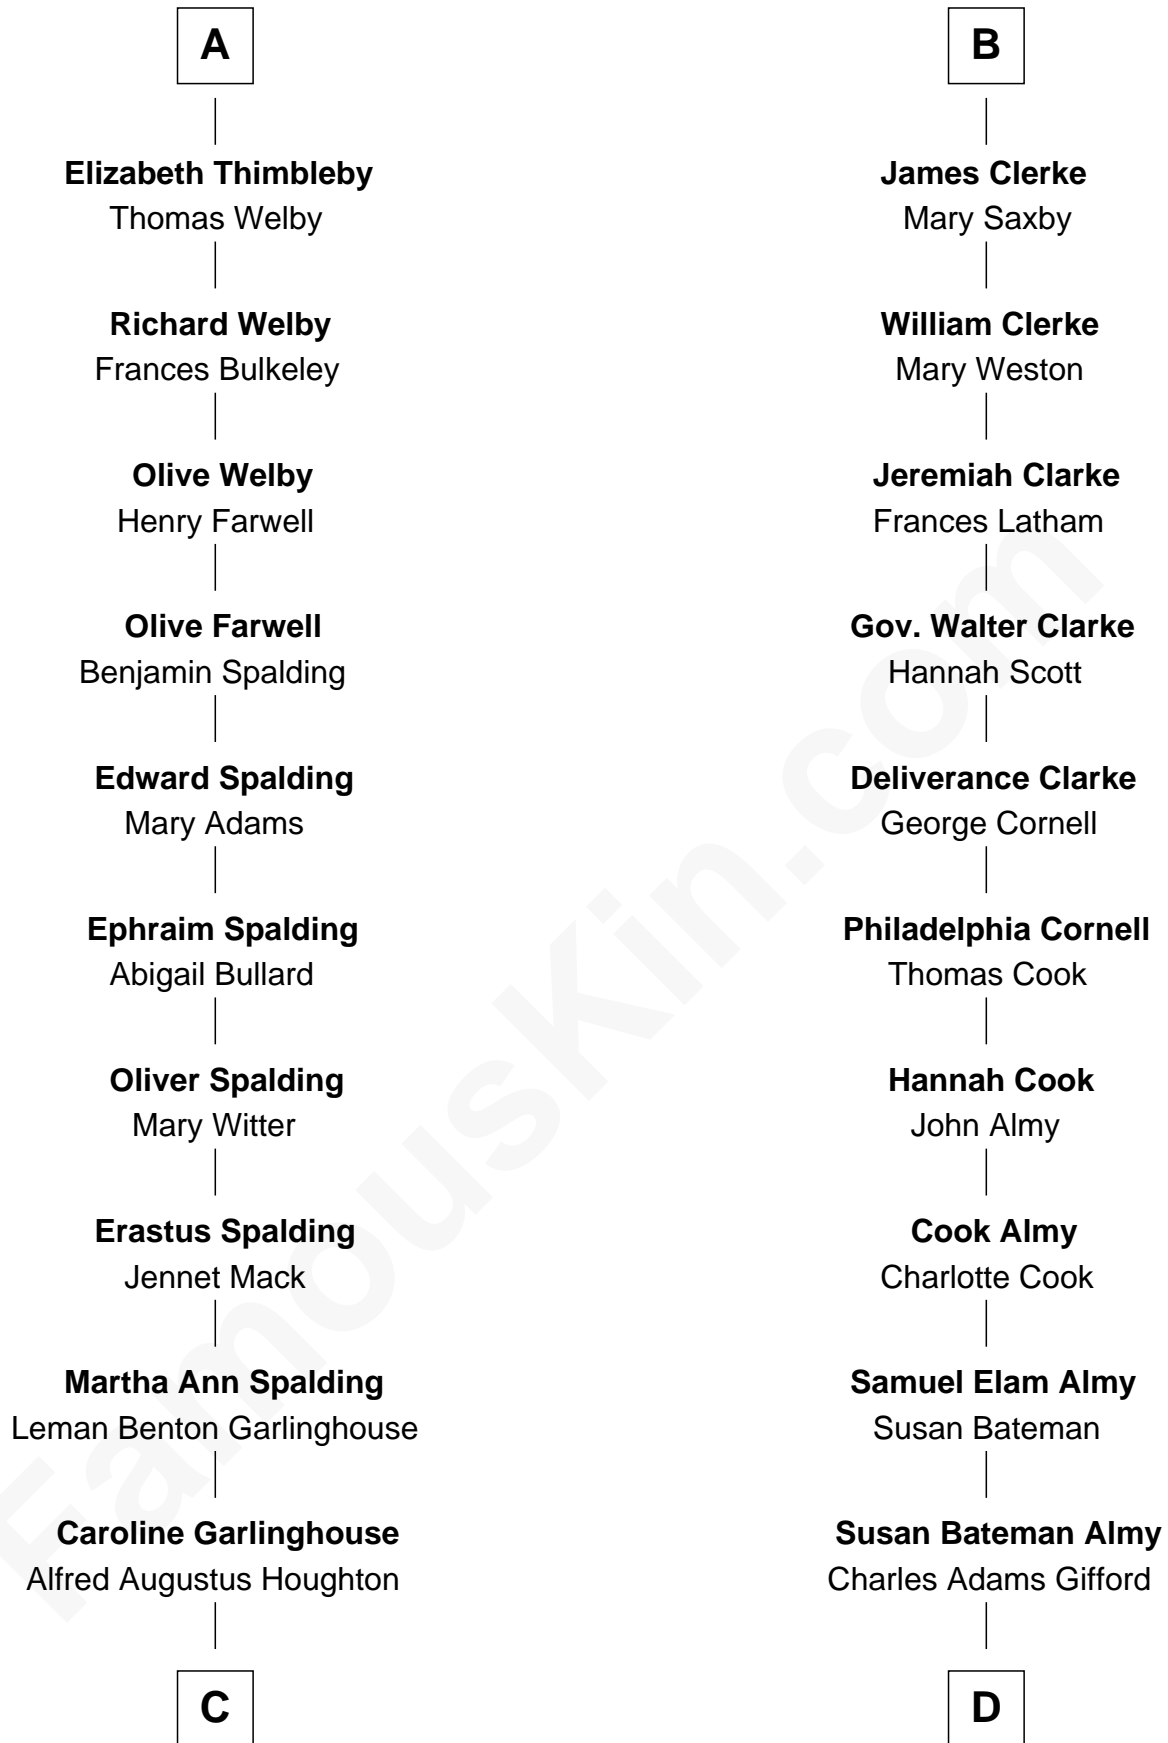 A
Elizabeth Thimbleby
Thomas Welby
Richard Welby
Frances Bulkeley
Olive Welby
Henry Farwell
Olive Farwell
Benjamin Spalding
Edward Spalding
Mary Adams
Ephraim Spalding
Abigail Bullard
Oliver Spalding
Mary Witter
Erastus Spalding
Jennet Mack
Martha Ann Spalding
Leman Benton Garlinghouse
Caroline Garlinghouse
Alfred Augustus Houghton
C
B
James Clerke
Mary Saxby
William Clerke
Mary Weston
Jeremiah Clarke
Frances Latham
Gov. Walter Clarke
Hannah Scott
Deliverance Clarke
George Cornell
Philadelphia Cornell
Thomas Cook
Hannah Cook
John Almy
Cook Almy
Charlotte Cook
Samuel Elam Almy
Susan Bateman
Susan Bateman Almy
Charles Adams Gifford
D
FamousKin.com